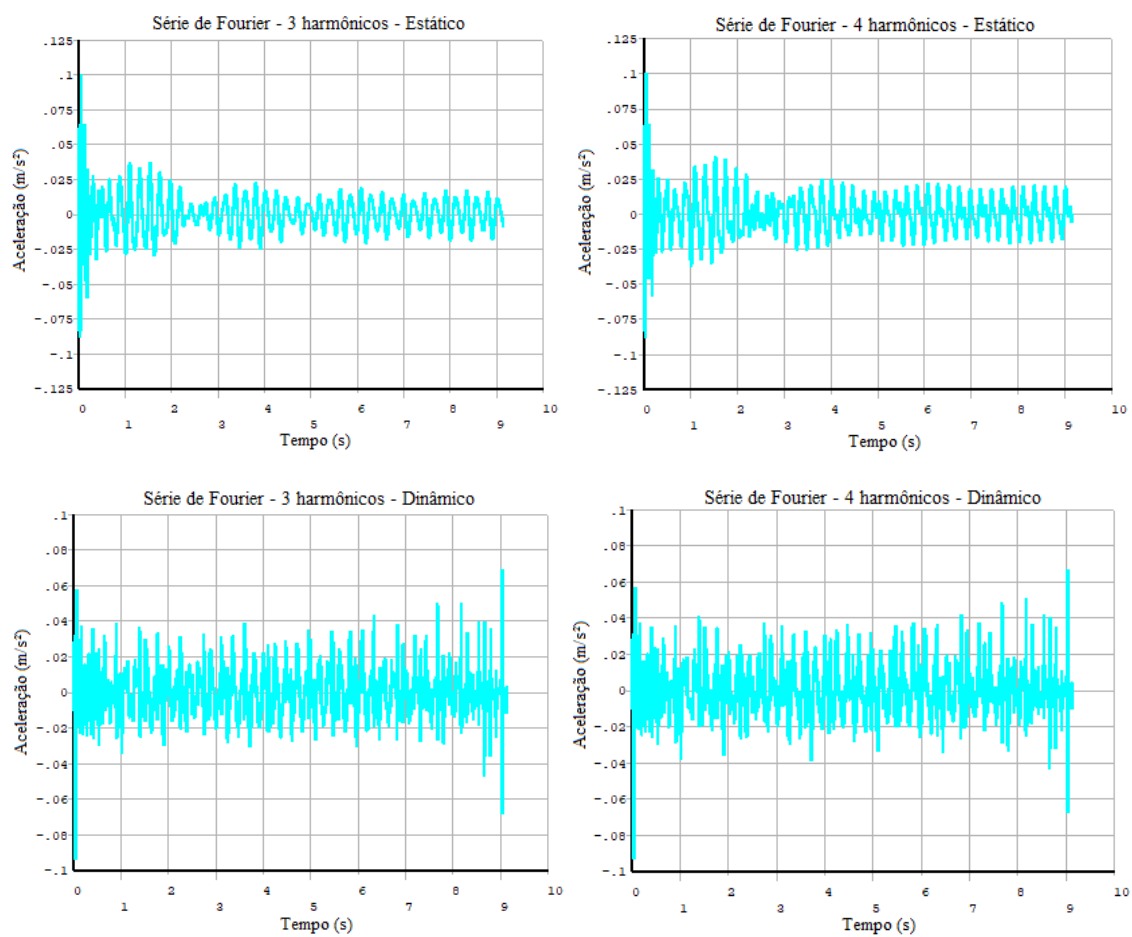 Série de Fourier - 3 harmônicos - Estático
.125
.1
.075
.05
.025
0
-.025
-.05
-.075
-.1
-.125
Aceleração (m/s²)
0 1 2 3 4 5 6 7 8 9 10
Tempo (s)
Série de Fourier - 4 harmônicos - Estático
.125
.1
.075
.05
.025
0
-.025
-.05
-.075
-.1
-.125
Aceleração (m/s²)
0 1 2 3 4 5 6 7 8 9 10
Tempo (s)
Série de Fourier - 3 harmônicos - Dinâmico
.1
.08
.06
.04
.02
0
-.02
-.04
-.06
-.08
-.1
Aceleração (m/s²)
0 1 2 3 4 5 6 7 8 9 10
Tempo (s)
Série de Fourier - 4 harmônicos - Dinâmico
.1
.08
.06
.04
.02
0
-.02
-.04
-.06
-.08
-.1
Aceleração (m/s²)
0 1 2 3 4 5 6 7 8 9 10
Tempo (s)